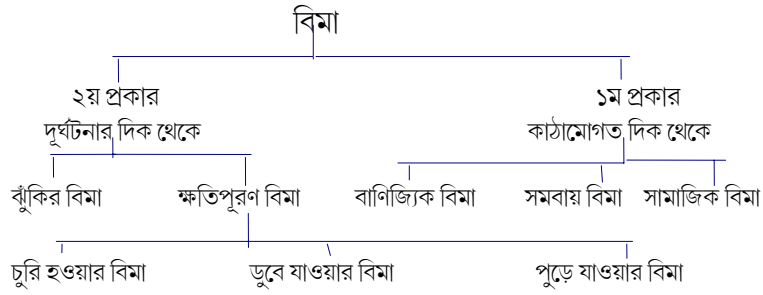 বিমা
২য় প্রকার
১ম প্রকার
দূর্ঘটনার দিক থেকে
কাঠামোগত দিক থেকে
ঝুঁকির বিমা
ক্ষতিপূরণ বিমা
বাণিজ্যিক বিমা
সমবায় বিমা
সামাজিক বিমা
চুরি হওয়ার বিমা
ডুবে যাওয়ার বিমা
পুড়ে যাওয়ার বিমা